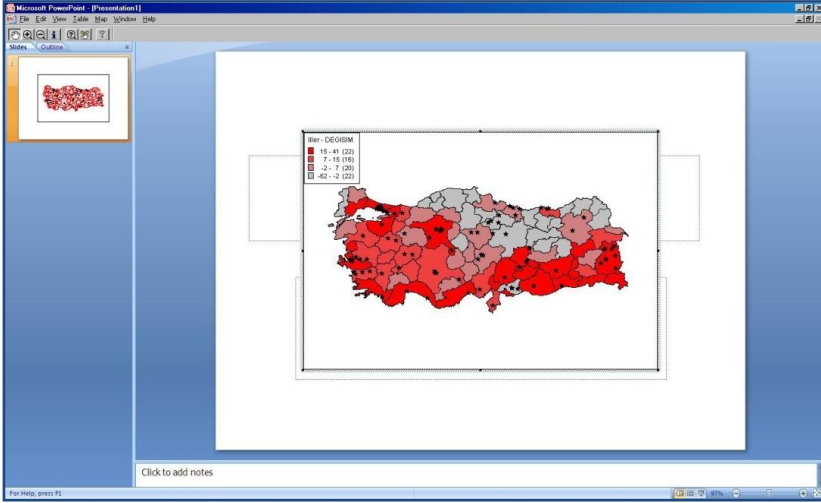 Microsoft PowerPoint - [Presentation1]
File Edit View Table Map Window Help
Slides Outline
1
Iller - DEGISIM
15 - 41 (22)
7 - 15 (16)
-2 - 7 (20)
-62 - -2 (22)
Click to add notes
For Help, press F1
97%